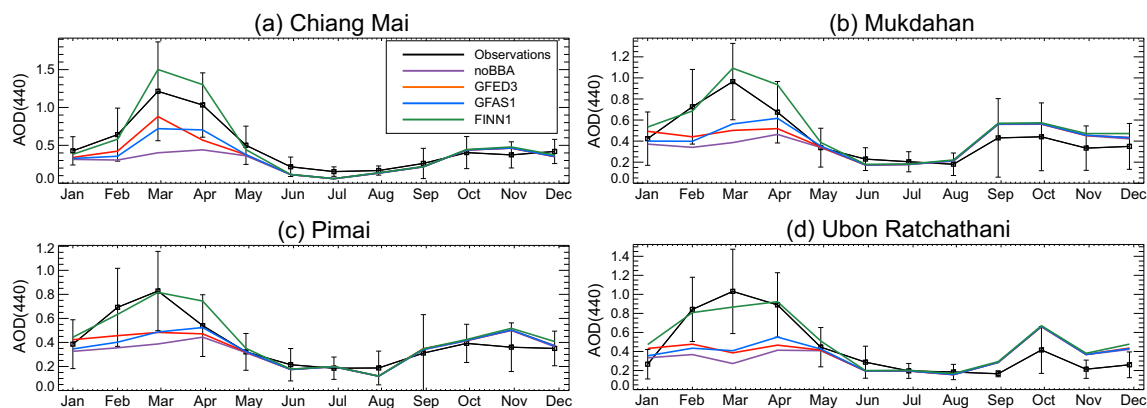 (a) Chiang Mai
AOD(440)
1.5
1.0
0.5
0.0
Jan Feb Mar Apr May Jun Jul Aug Sep Oct Nov Dec
Observations
noBBA
GFED3
GFAS1
FINN1
(b) Mukdahan
AOD(440)
1.2
1.0
0.8
0.6
0.4
0.2
0.0
Jan Feb Mar Apr May Jun Jul Aug Sep Oct Nov Dec
(c) Pimai
AOD(440)
1.2
1.0
0.8
0.6
0.4
0.2
0.0
Jan Feb Mar Apr May Jun Jul Aug Sep Oct Nov Dec
(d) Ubon Ratchathani
AOD(440)
1.4
1.2
1.0
0.8
0.6
0.4
0.2
0.0
Jan Feb Mar Apr May Jun Jul Aug Sep Oct Nov Dec